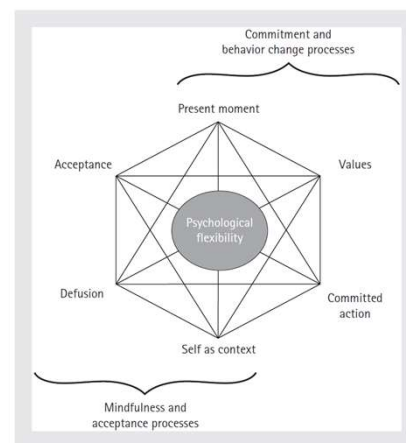 Commitment and
behavior change processes
Present moment
Acceptance
Values
Psychological
flexibility
Defusion
Committed
action
Self as context
Mindfulness and
acceptance processes